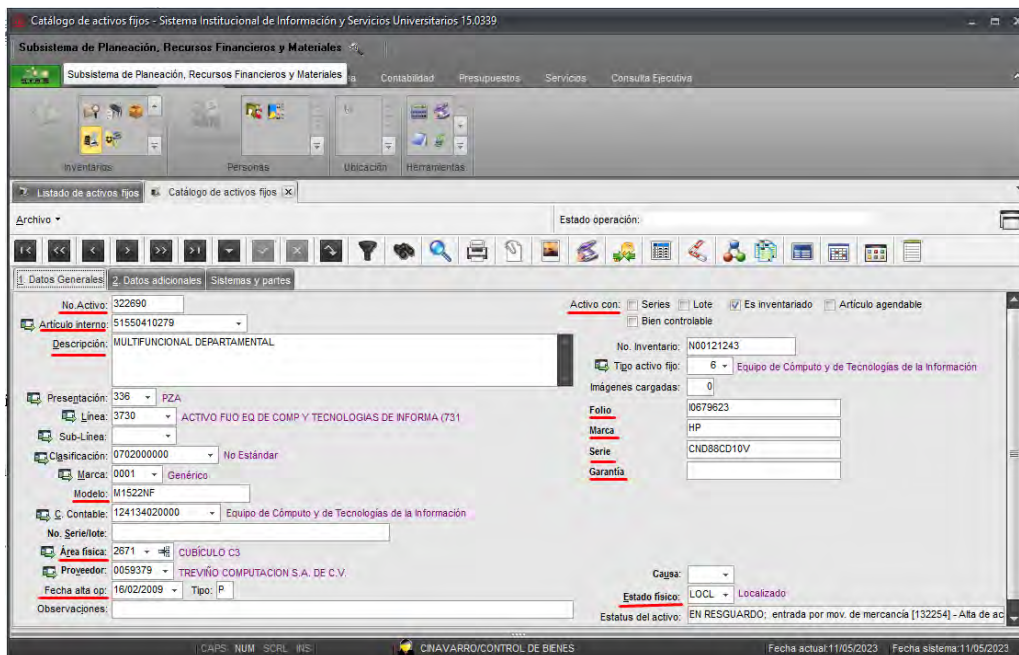 Catálogo de activos fijos - Sistema Institucional de Información y Servicios Universitarios 15.0339
Subsistema de Planeación, Recursos Financieros y Materiales
Subsistema de Planeación, Recursos Financieros y Materiales
Contabilidad Presupuestos Servicios Consulta Ejecutiva
Inventarios Personas Ubicación Herramientas
Listado de activos fijos Catálogo de activos fijos
Archivo Estado operación:
1. Datos Generales 2. Datos adicionales Sistemas y partes
No.Activo: 322690
Activo con: Series Lote Es inventariado Artículo agendable
Bien controlable
Artículo interno: 51550410279
Descripción: MULTIFUNCIONAL DEPARTAMENTAL
No. Inventario: N00121243
Tipo activo fijo: 6 Equipo de Cómputo y de Tecnologías de la Información
Imágenes cargadas: 0
Presentación: 336 PZA
Folio I0679623
Línea: 3730 ACTIVO FIJO EQ DE COMP Y TECNOLOGIAS DE INFORMA (731
Marca HP
Sub-Línea:
Serie CND88CD10V
Clasificación: 0702000000 No Estándar
Garantía
Marca: 0001 Genérico
Modelo: M1522NF
C. Contable: 124134020000 Equipo de Cómputo y de Tecnologías de la Información
No. Serie/lote:
Área física: 2671 CUBÍCULO C3
Proveedor: 0059379 TREVIÑO COMPUTACION S.A. DE C.V.
Causa:
Fecha alta op: 16/02/2009 Tipo: P
Estado físico: LOCL Localizado
Observaciones:
Estatus del activo: EN RESGUARDO; entrada por mov. de mercancía [132254] - Alta de ac
CAPS NUM SCRL INS CINAVARRO/CONTROL DE BIENES Fecha actual:11/05/2023 Fecha sistema:11/05/2023